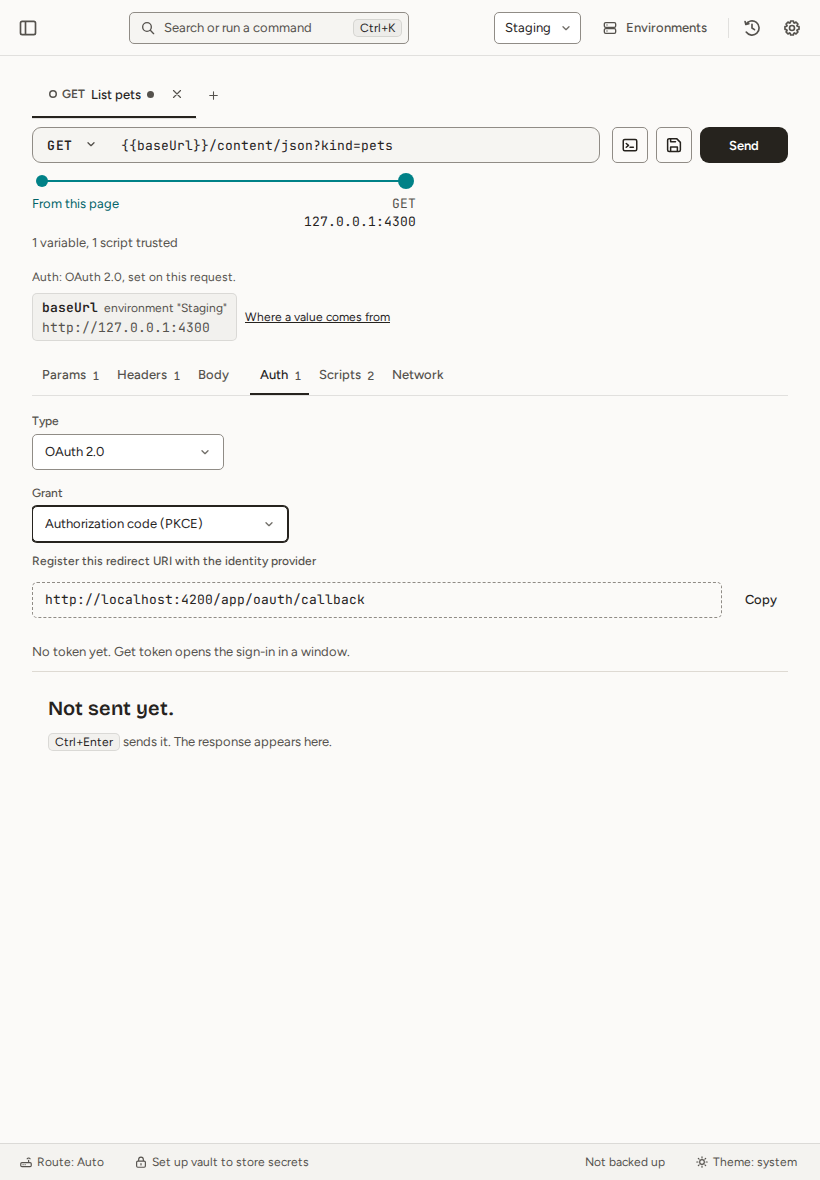 Search or run a command Ctrl+K Staging Environments
GET List pets
GET {{baseUrl}}/content/json?kind=pets Send
From this page GET
127.0.0.1:4300
1 variable, 1 script trusted
Auth: OAuth 2.0, set on this request.
baseUrl environment "Staging"
http://127.0.0.1:4300
Where a value comes from
Params 1 Headers 1 Body Auth 1 Scripts 2 Network
Type
OAuth 2.0
Grant
Authorization code (PKCE)
Register this redirect URI with the identity provider
http://localhost:4200/app/oauth/callback Copy
No token yet. Get token opens the sign-in in a window.
Not sent yet.
Ctrl+Enter sends it. The response appears here.
Route: Auto Set up vault to store secrets Not backed up Theme: system